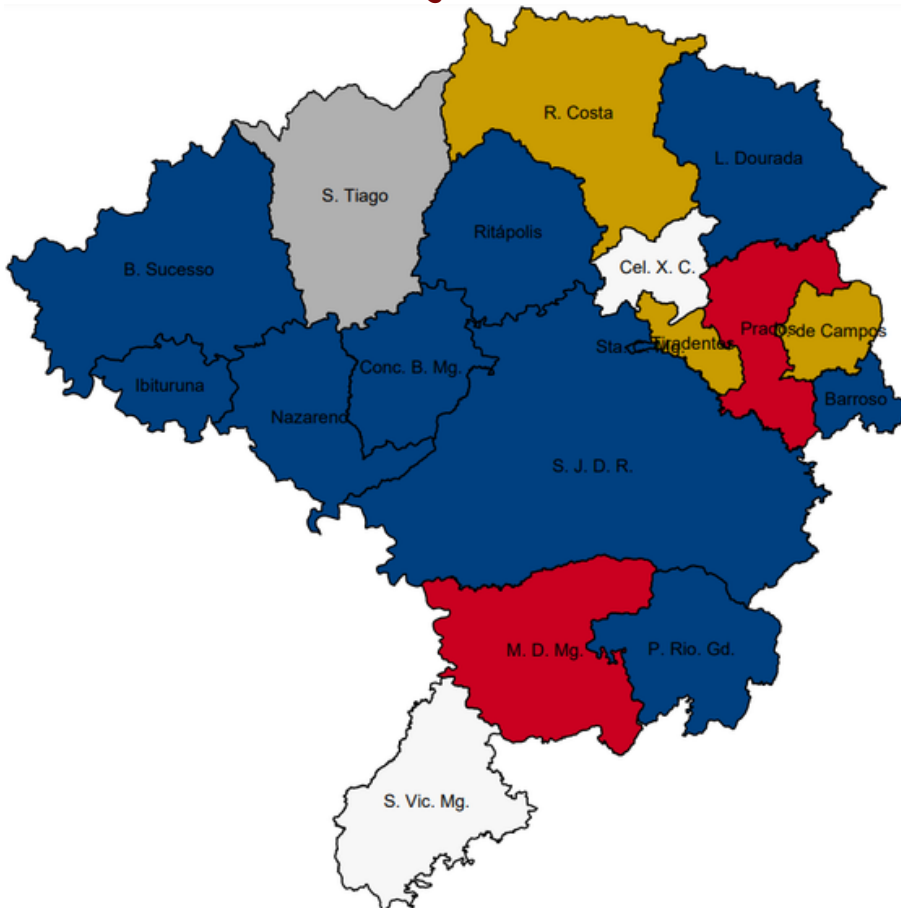 R. Costa
L. Dourada
S. Tiago
Ritápolis
Cel. X. C.
B. Sucesso
Prados
de Campos
Tiradentes
Sta.
Conc. B. Mg.
Ibituruna
Barroso
Nazareno
S. J. D. R.
M. D. Mg.
P. Rio. Gd.
S. Vic. Mg.